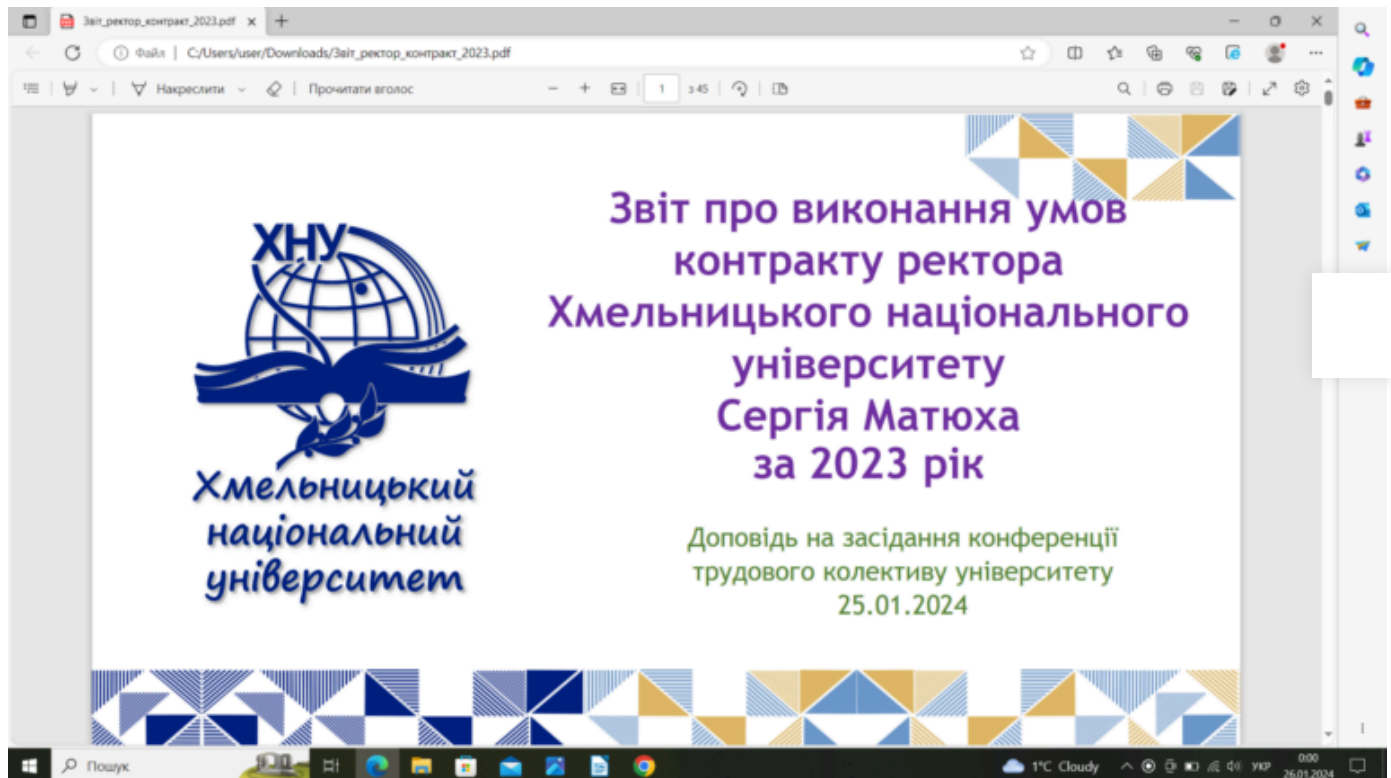 Звіт_ректор_контракт_2023.pdf
Файл | C:/Users/user/Downloads/Звіт_ректор_контракт_2023.pdf
Накреслити
Прочитати вголос
1 з 45
ХНУ
Хмельницький
національний
університет
Звіт про виконання умов
контракту ректора
Хмельницького національного
університету
Сергія Матюха
за 2023 рік
Доповідь на засідання конференції
трудового колективу університету
25.01.2024
Пошук
1°C Cloudy
УКР
0:00
26.01.2024